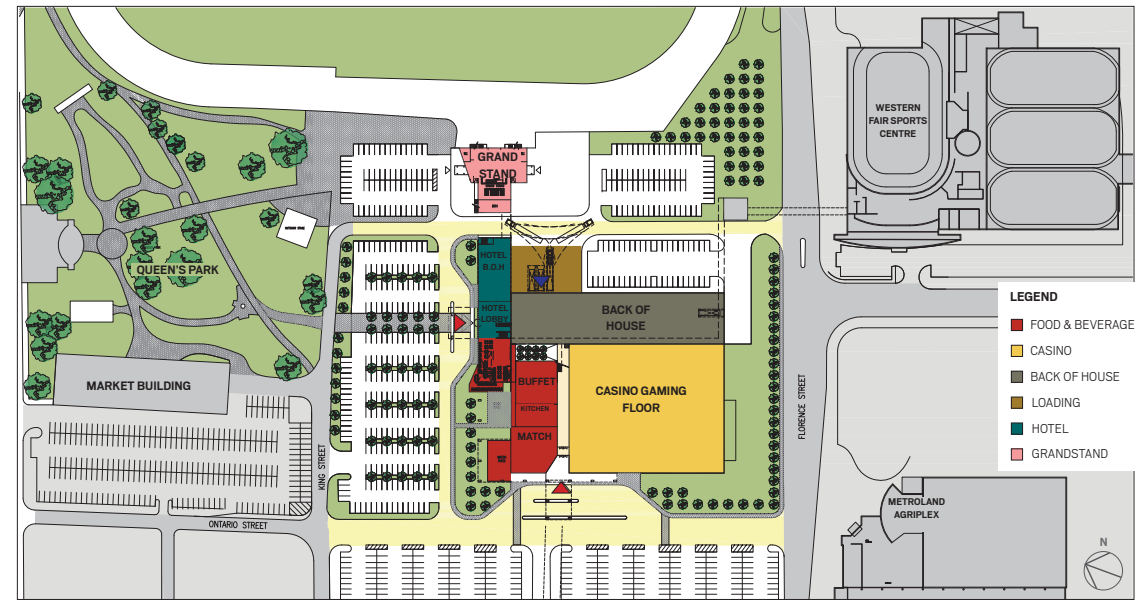 GRAND
STAND
WESTERN
FAIR SPORTS
CENTRE
QUEEN'S PARK
HOTEL
B.O.H
HOTEL
LOBBY
BACK OF
HOUSE
MARKET BUILDING
BUFFET
KITCHEN
MATCH
CASINO GAMING
FLOOR
KING STREET
ONTARIO STREET
FLORENCE STREET
LEGEND
FOOD & BEVERAGE
CASINO
BACK OF HOUSE
LOADING
HOTEL
GRANDSTAND
METROLAND
AGRIPLEX
N